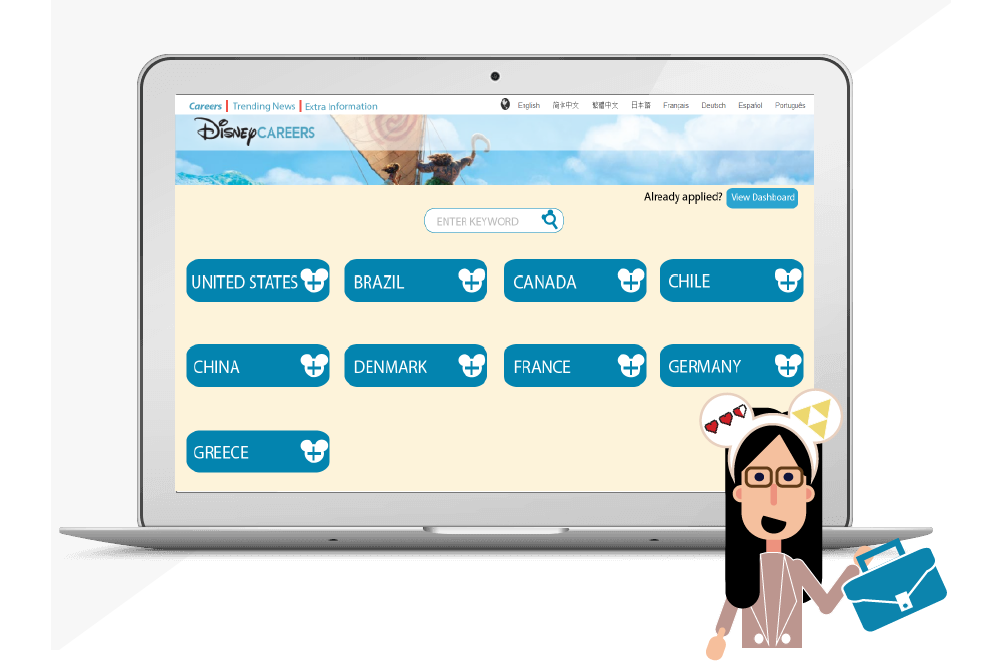 Careers | Trending News | Extra Information
English 简体中文 繁體中文 日本語 Français Deutsch Español Português
Disney CAREERS
Already applied? View Dashboard
ENTER KEYWORD
UNITED STATES
BRAZIL
CANADA
CHILE
CHINA
DENMARK
FRANCE
GERMANY
GREECE